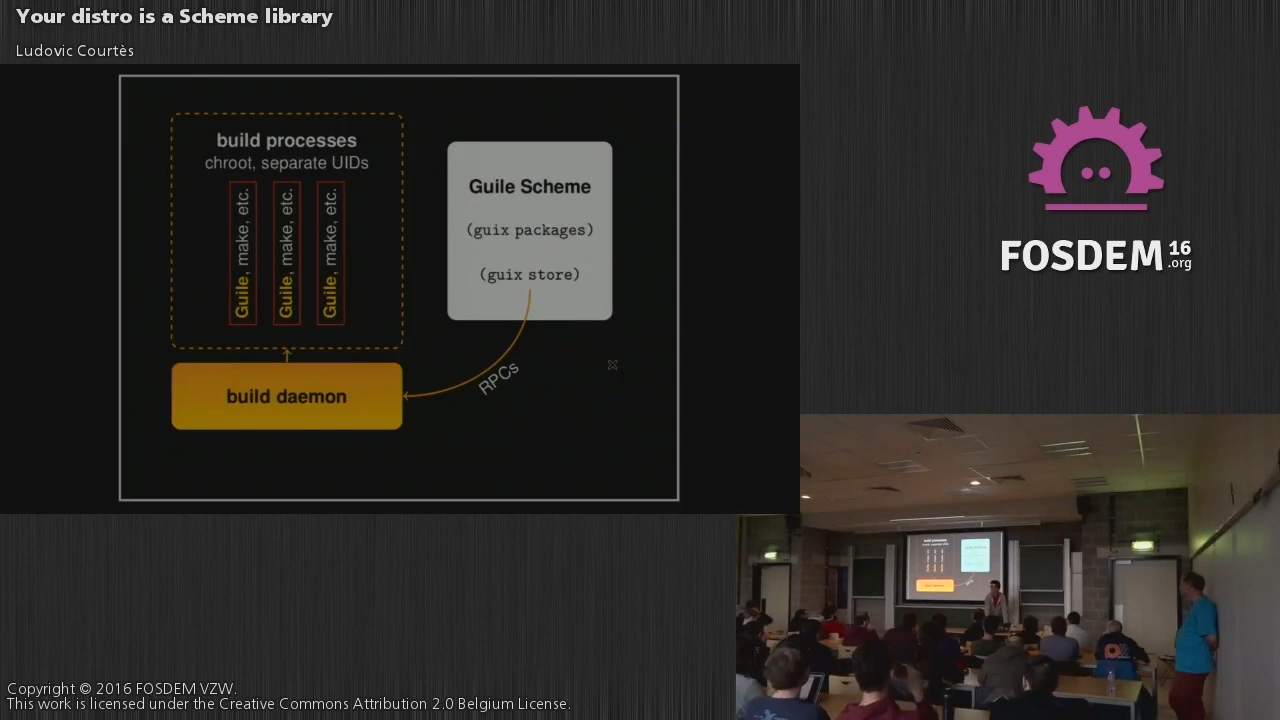 Your distro is a Scheme library
Ludovic Courtès
build processes
chroot, separate UIDs
Guile, make, etc.
Guile, make, etc.
Guile, make, etc.
Guile Scheme
(guix packages)
(guix store)
RPCs
build daemon
FOSDEM 16
.org
build processes
Copyright © 2016 FOSDEM VZW.
This work is licensed under the Creative Commons Attribution 2.0 Belgium License.